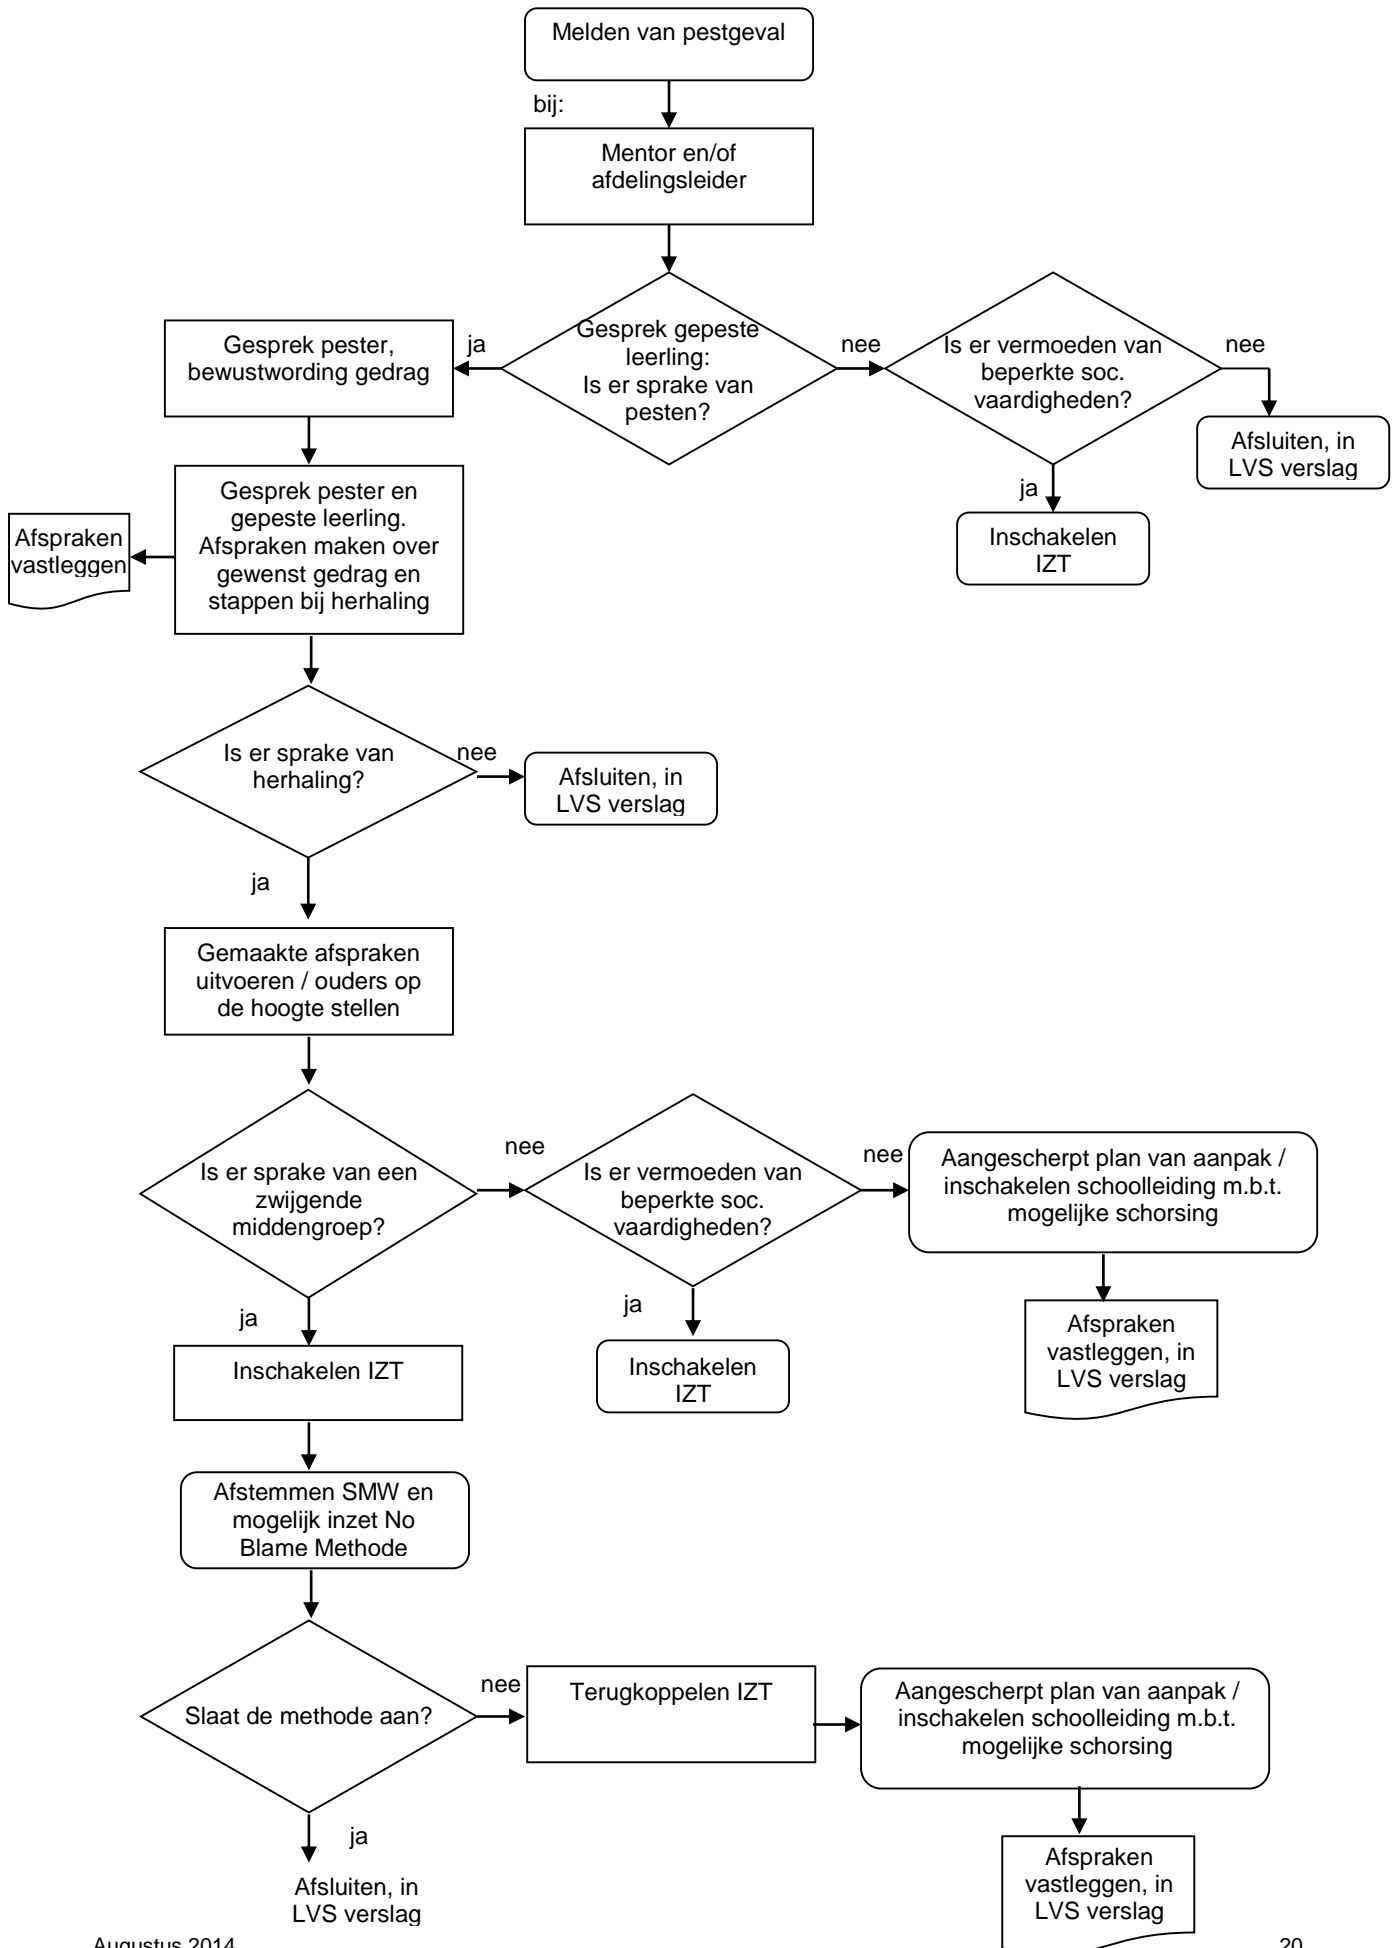 Melden van pestgeval
bij:
Mentor en/of
afdelingsleider
Gesprek gepeste
leerling:
Is er sprake van
pesten?
ja
nee
Gesprek pester,
bewustwording gedrag
Is er vermoeden van
beperkte soc.
vaardigheden?
nee
Afsluiten, in
LVS verslag
ja
Inschakelen
IZT
Gesprek pester en
gepeste leerling.
Afspraken maken over
gewenst gedrag en
stappen bij herhaling
Afspraken
vastleggen
Is er sprake van
herhaling?
nee
Afsluiten, in
LVS verslag
ja
Gemaakte afspraken
uitvoeren / ouders op
de hoogte stellen
Is er sprake van een
zwijgende
middengroep?
nee
Is er vermoeden van
beperkte soc.
vaardigheden?
nee
Aangescherpt plan van aanpak /
inschakelen schoolleiding m.b.t.
mogelijke schorsing
ja
Inschakelen IZT
ja
Inschakelen
IZT
Afspraken
vastleggen, in
LVS verslag
Afstemmen SMW en
mogelijk inzet No
Blame Methode
Slaat de methode aan?
nee
Terugkoppelen IZT
Aangescherpt plan van aanpak /
inschakelen schoolleiding m.b.t.
mogelijke schorsing
ja
Afsluiten, in
LVS verslag
Afspraken
vastleggen, in
LVS verslag
Augustus 2014
20